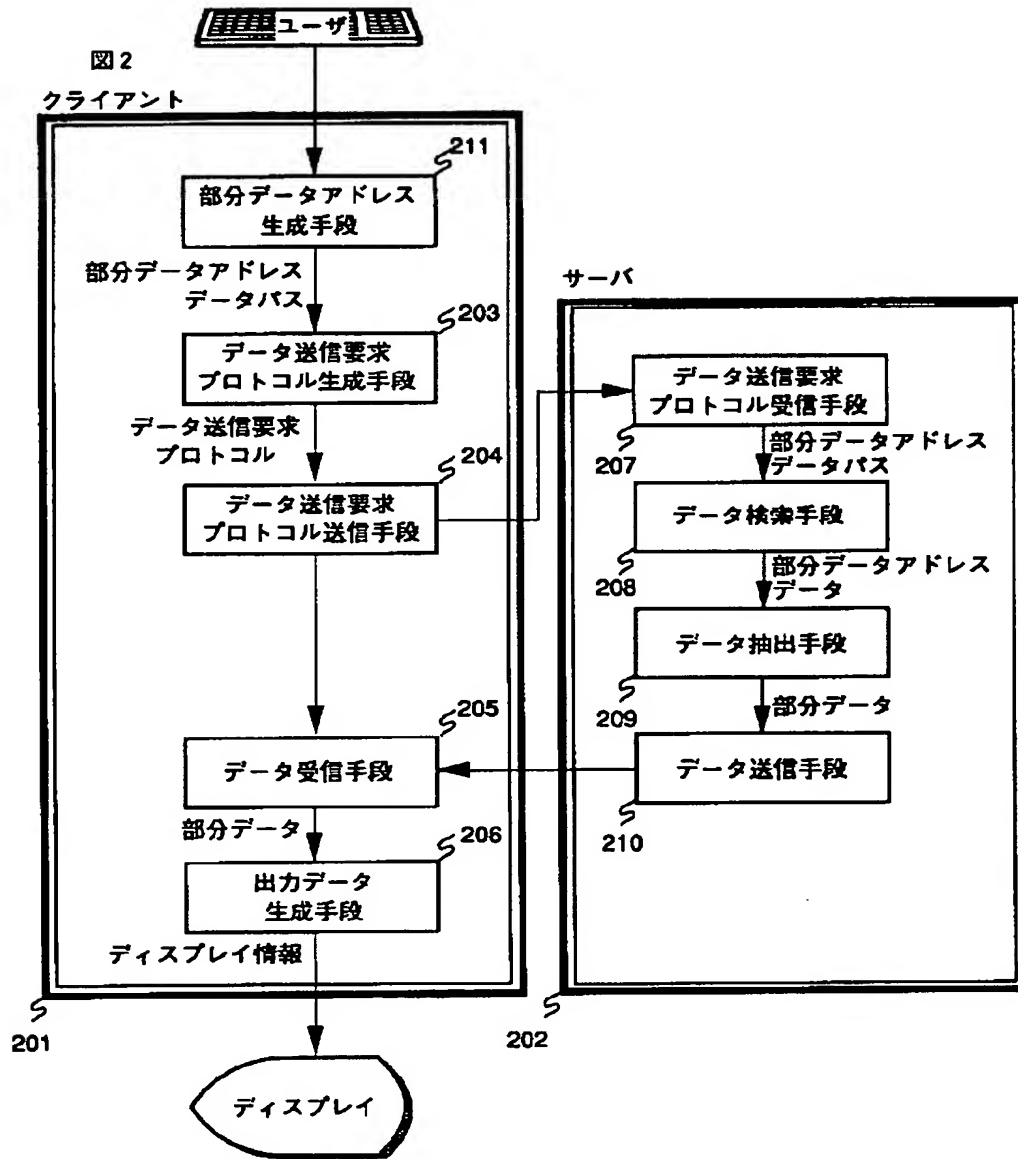 ユーザ
図2
クライアント
211
部分データアドレス
生成手段
部分データアドレス
データパス
203
データ送信要求
プロトコル生成手段
データ送信要求
プロトコル
204
データ送信要求
プロトコル送信手段
205
データ受信手段
部分データ
206
出力データ
生成手段
ディスプレイ情報
201
ディスプレイ
サーバ
データ送信要求
プロトコル受信手段
207
部分データアドレス
データパス
データ検索手段
208
部分データアドレス
データ
データ抽出手段
209
部分データ
データ送信手段
210
202